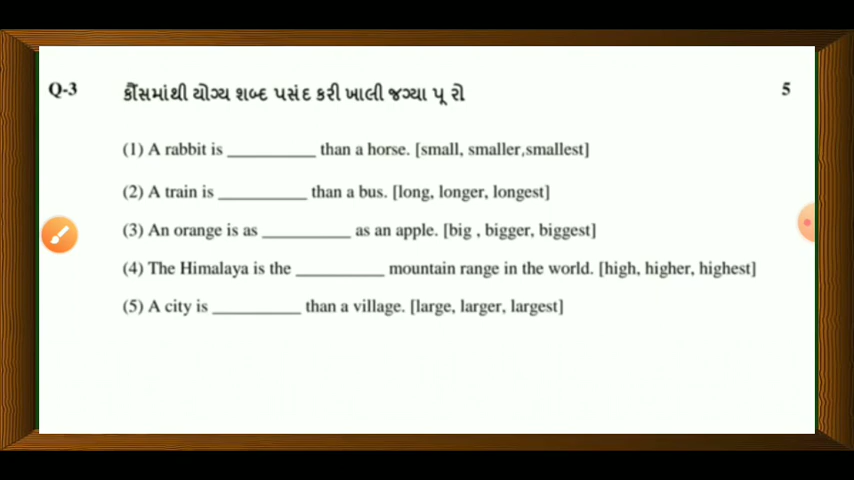 Q-3 કૌંસમાંથી યોગ્ય શબ્દ પસંદ કરી ખાલી જગ્યા પૂ રો 5
(1) A rabbit is __________ than a horse. [small, smaller,smallest]
(2) A train is __________ than a bus. [long, longer, longest]
(3) An orange is as __________ as an apple. [big , bigger, biggest]
(4) The Himalaya is the __________ mountain range in the world. [high, higher, highest]
(5) A city is __________ than a village. [large, larger, largest]